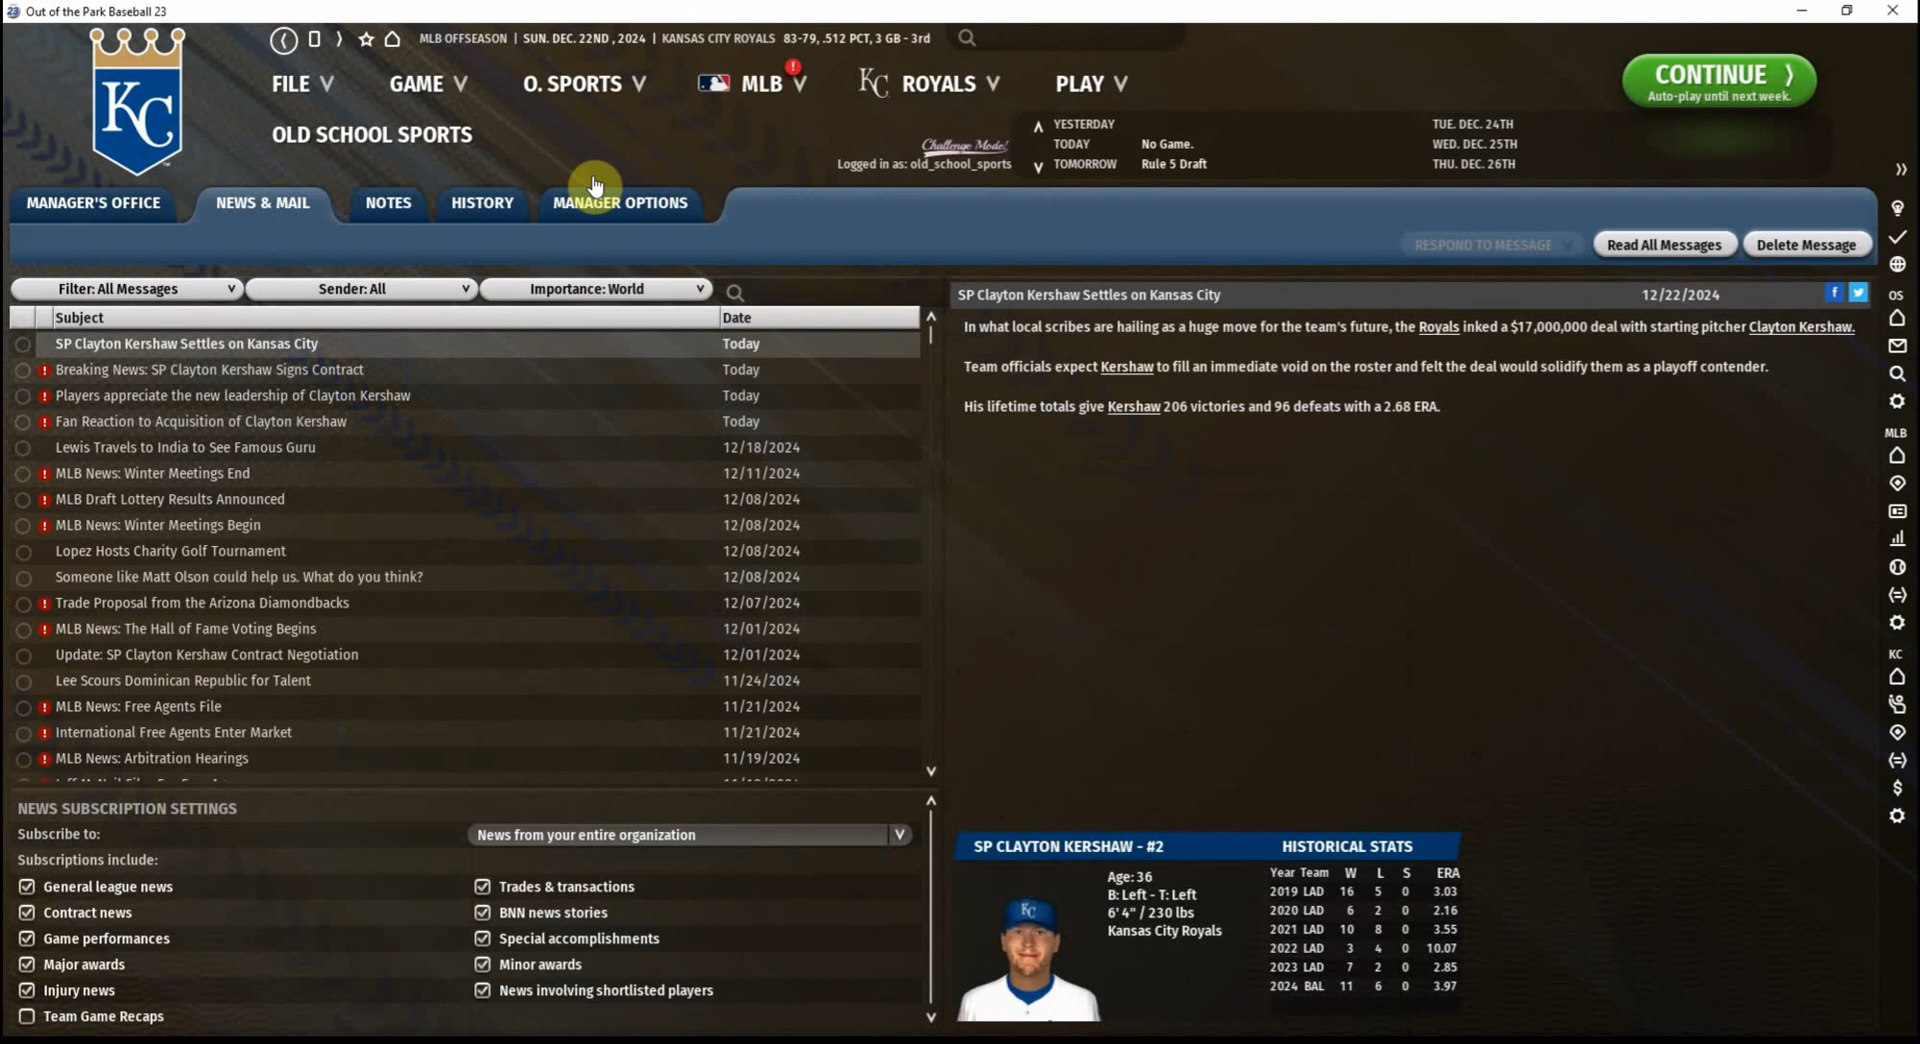 Out of the Park Baseball 23
MLB OFFSEASON | SUN. DEC. 22ND , 2024 | KANSAS CITY ROYALS 83-79, .512 PCT, 3 GB - 3rd
FILE GAME O. SPORTS MLB ! KC ROYALS PLAY
CONTINUE
Auto-play until next week.
KC
OLD SCHOOL SPORTS
Challenge Mode!
Logged in as: old_school_sports
YESTERDAY TUE. DEC. 24TH
TODAY No Game. WED. DEC. 25TH
TOMORROW Rule 5 Draft THU. DEC. 26TH
MANAGER'S OFFICE NEWS & MAIL NOTES HISTORY MANAGER OPTIONS
RESPOND TO MESSAGE Read All Messages Delete Message
Filter: All Messages Sender: All Importance: World
Subject Date
SP Clayton Kershaw Settles on Kansas City Today
! Breaking News: SP Clayton Kershaw Signs Contract Today
! Players appreciate the new leadership of Clayton Kershaw Today
! Fan Reaction to Acquisition of Clayton Kershaw Today
Lewis Travels to India to See Famous Guru 12/18/2024
! MLB News: Winter Meetings End 12/11/2024
! MLB Draft Lottery Results Announced 12/08/2024
! MLB News: Winter Meetings Begin 12/08/2024
Lopez Hosts Charity Golf Tournament 12/08/2024
Someone like Matt Olson could help us. What do you think? 12/08/2024
! Trade Proposal from the Arizona Diamondbacks 12/07/2024
! MLB News: The Hall of Fame Voting Begins 12/01/2024
Update: SP Clayton Kershaw Contract Negotiation 12/01/2024
Lee Scours Dominican Republic for Talent 11/24/2024
! MLB News: Free Agents File 11/21/2024
! International Free Agents Enter Market 11/21/2024
! MLB News: Arbitration Hearings 11/19/2024
NEWS SUBSCRIPTION SETTINGS
Subscribe to: News from your entire organization
Subscriptions include:
General league news Trades & transactions
Contract news BNN news stories
Game performances Special accomplishments
Major awards Minor awards
Injury news News involving shortlisted players
Team Game Recaps
SP Clayton Kershaw Settles on Kansas City 12/22/2024
In what local scribes are hailing as a huge move for the team's future, the Royals inked a $17,000,000 deal with starting pitcher Clayton Kershaw.
Team officials expect Kershaw to fill an immediate void on the roster and felt the deal would solidify them as a playoff contender.
His lifetime totals give Kershaw 206 victories and 96 defeats with a 2.68 ERA.
SP CLAYTON KERSHAW - #2 HISTORICAL STATS
Age: 36
B: Left - T: Left
6' 4" / 230 lbs
Kansas City Royals
KC
Year Team W L S ERA
2019 LAD 16 5 0 3.03
2020 LAD 6 2 0 2.16
2021 LAD 10 8 0 3.55
2022 LAD 3 4 0 10.07
2023 LAD 7 2 0 2.85
2024 BAL 11 6 0 3.97
OS
MLB
KC
$